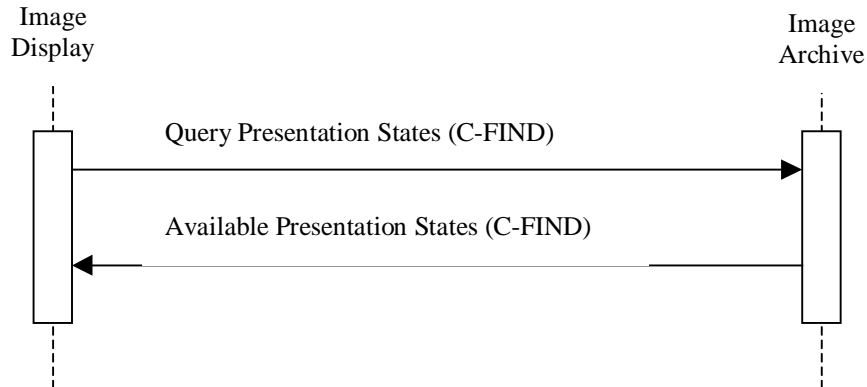 Image
Display
Image
Archive
Query Presentation States (C-FIND)
Available Presentation States (C-FIND)